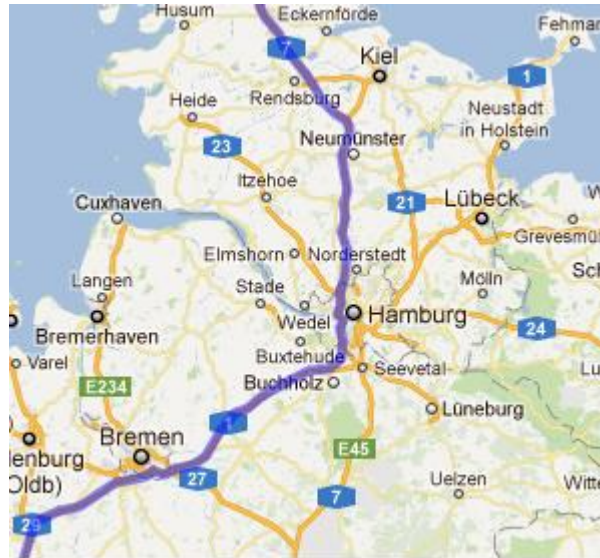 Husum
Eckernförde
Fehmar
7
Kiel
1
Rendsburg
Heide
Neustadt
in Holstein
Neumünster
23
Itzehoe
21
Lübeck
Cuxhaven
W
Grevesmü
Elmshorn
Norderstedt
Sch
Langen
Stade
Mölln
Wedel
Hamburg
Bremerhaven
24
Buxtehude
Varel
Seevetal
Lu
Buchholz
E234
Lüneburg
1
Bremen
E45
lenburg
Oldb)
27
7
Uelzen
Witte
29